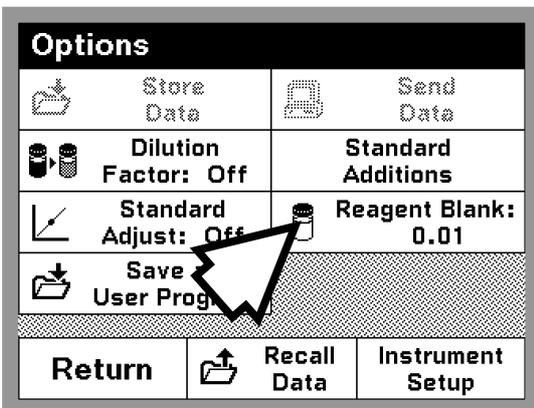 Options
Store
Data
Send
Data
Dilution
Factor: Off
Standard
Additions
Standard
Adjust: Off
Reagent Blank:
0.01
Save
User
Return
Recall
Data
Instrument
Setup